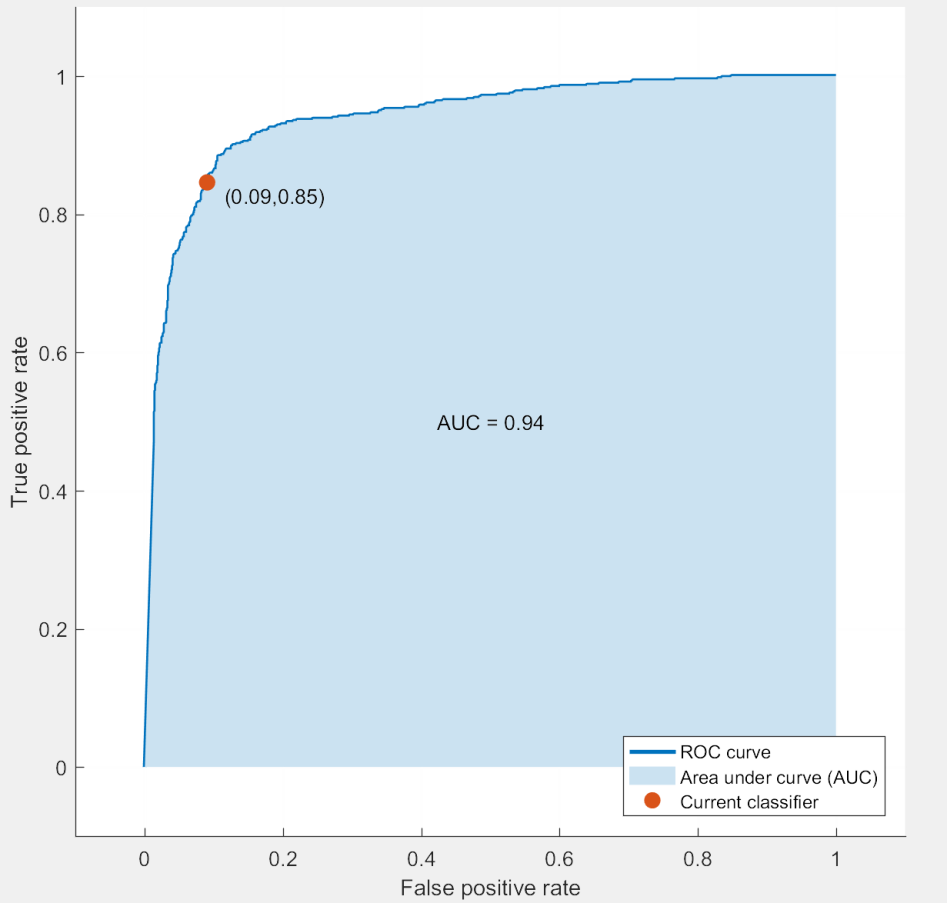 1
0.8
0.6
0.4
0.2
0
True positive rate
(0.09,0.85)
AUC = 0.94
ROC curve
Area under curve (AUC)
Current classifier
0 0.2 0.4 0.6 0.8 1
False positive rate